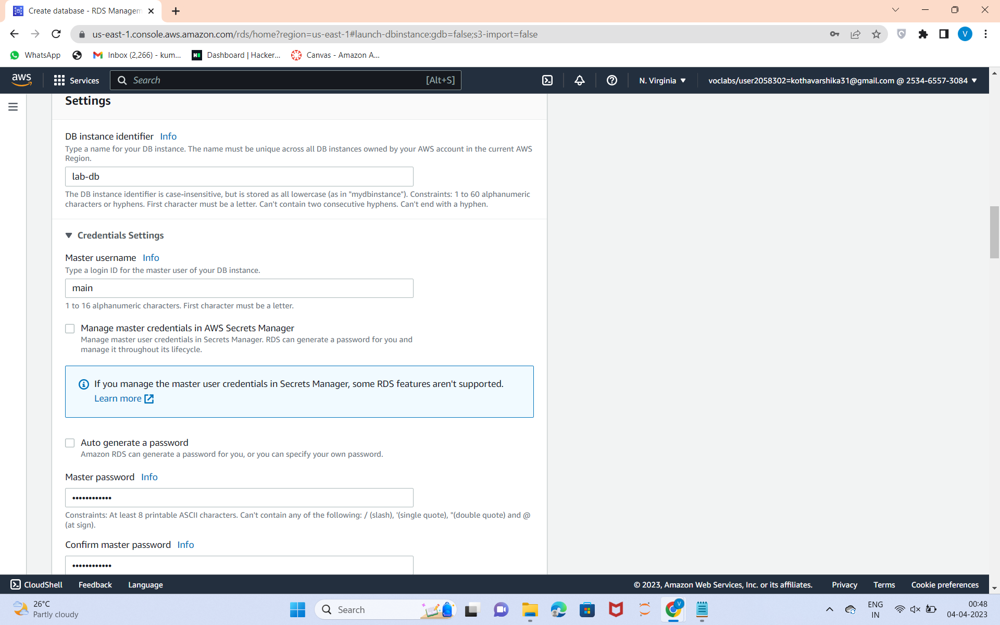 Create database - RDS Managem
us-east-1.console.aws.amazon.com/rds/home?region=us-east-1#launch-dbinstance:gdb=false;s3-import=false
V
WhatsApp
Inbox (2,266) - kum...
Dashboard | Hacker...
Canvas - Amazon A...
aws
Services
Search
[Alt+S]
N. Virginia
voclabs/user2058302=kothavarshika31@gmail.com @ 2534-6557-3084
Settings
DB instance identifier Info
Type a name for your DB instance. The name must be unique across all DB instances owned by your AWS account in the current AWS
Region.
lab-db
The DB instance identifier is case-insensitive, but is stored as all lowercase (as in "mydbinstance"). Constraints: 1 to 60 alphanumeric
characters or hyphens. First character must be a letter. Can't contain two consecutive hyphens. Can't end with a hyphen.
Credentials Settings
Master username Info
Type a login ID for the master user of your DB instance.
main
1 to 16 alphanumeric characters. First character must be a letter.
Manage master credentials in AWS Secrets Manager
Manage master user credentials in Secrets Manager. RDS can generate a password for you and
manage it throughout its lifecycle.
If you manage the master user credentials in Secrets Manager, some RDS features aren't supported.
Learn more
Auto generate a password
Amazon RDS can generate a password for you, or you can specify your own password.
Master password Info
••••••••••••
Constraints: At least 8 printable ASCII characters. Can't contain any of the following: / (slash), '(single quote), "(double quote) and @
(at sign).
Confirm master password Info
••••••••••••
CloudShell
Feedback
Language
© 2023, Amazon Web Services, Inc. or its affiliates.
Privacy
Terms
Cookie preferences
26°C
Partly cloudy
Search
V
ENG
IN
00:48
04-04-2023